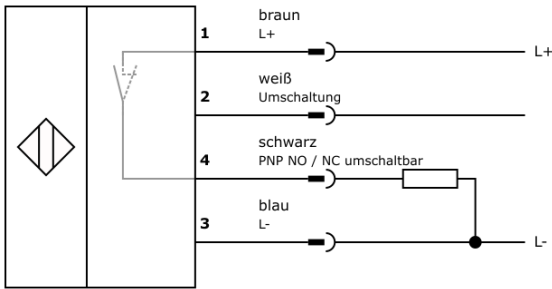 braun
1
L+
L+
weiß
2
Umschaltung
schwarz
4
PNP NO / NC umschaltbar
blau
3
L-
L-